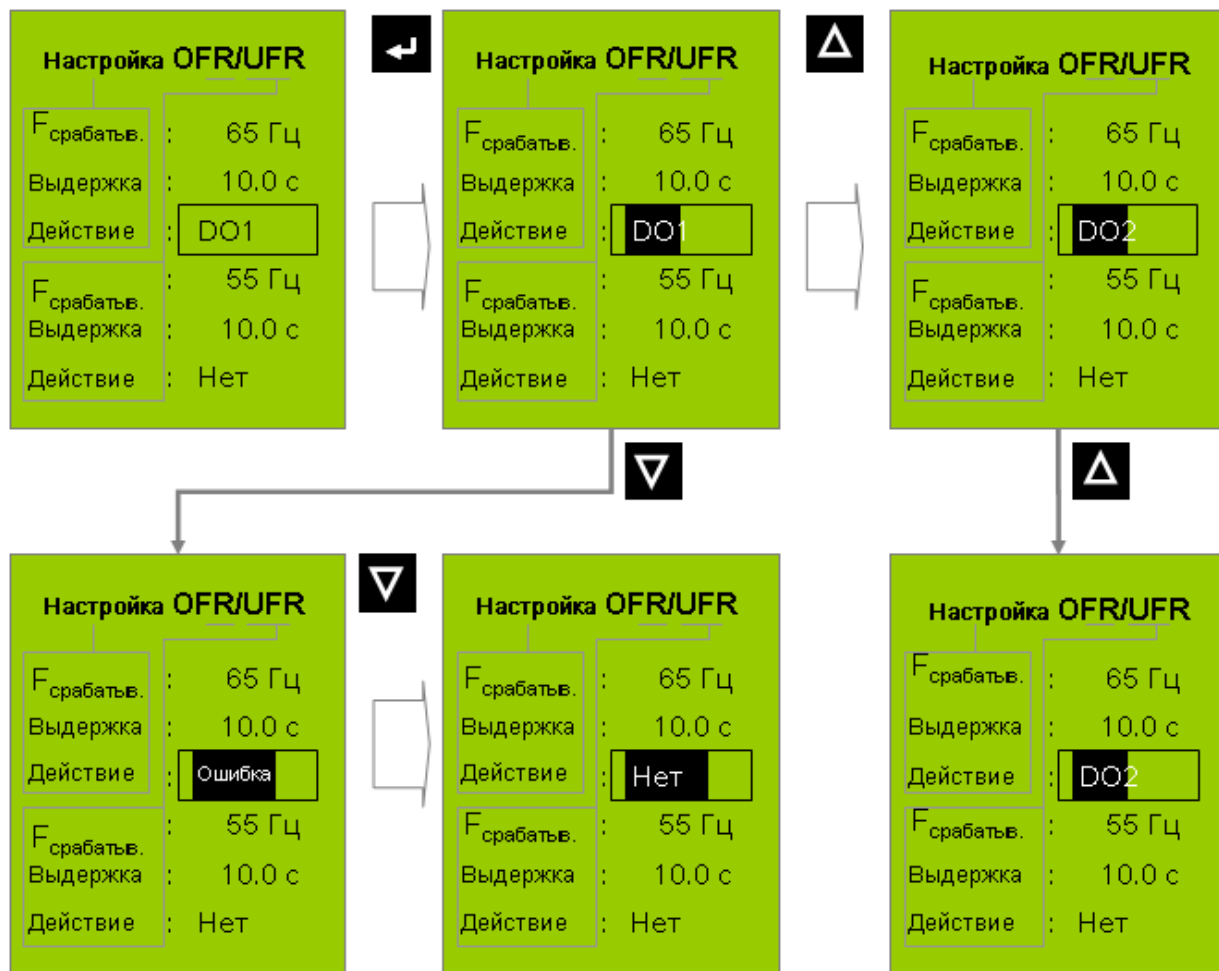 Настройка OFR/UFR
Fсрабатыв. : 65 Гц
Выдержка : 10.0 с
Действие : DO1
Fсрабатыв. : 55 Гц
Выдержка : 10.0 с
Действие : Нет
Настройка OFR/UFR
Fсрабатыв. : 65 Гц
Выдержка : 10.0 с
Действие : DO1
Fсрабатыв. : 55 Гц
Выдержка : 10.0 с
Действие : Нет
Настройка OFR/UFR
Fсрабатыв. : 65 Гц
Выдержка : 10.0 с
Действие : DO2
Fсрабатыв. : 55 Гц
Выдержка : 10.0 с
Действие : Нет
Настройка OFR/UFR
Fсрабатыв. : 65 Гц
Выдержка : 10.0 с
Действие : Ошибка
Fсрабатыв. : 55 Гц
Выдержка : 10.0 с
Действие : Нет
Настройка OFR/UFR
Fсрабатыв. : 65 Гц
Выдержка : 10.0 с
Действие : Нет
Fсрабатыв. : 55 Гц
Выдержка : 10.0 с
Действие : Нет
Настройка OFR/UFR
Fсрабатыв. : 65 Гц
Выдержка : 10.0 с
Действие : DO2
Fсрабатыв. : 55 Гц
Выдержка : 10.0 с
Действие : Нет